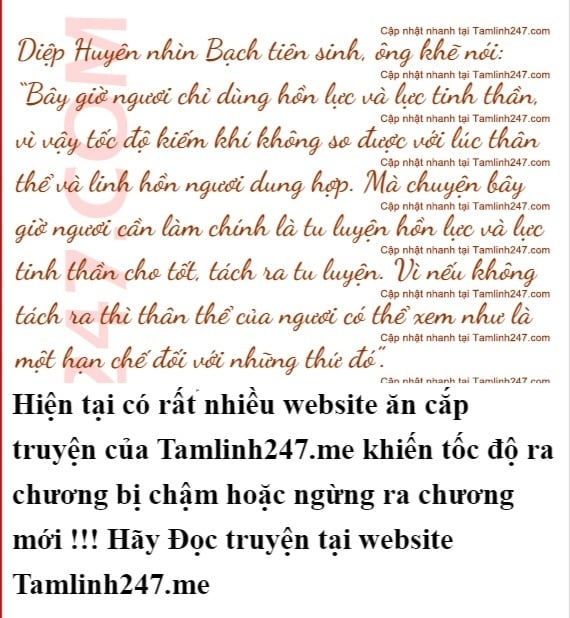 Cập nhật nhanh tại Tamlinh247.com
Diệp Huyên nhìn Bạch tiên sinh, ông khẽ nói:
Cập nhật nhanh tại Tamlinh247.com
"Bây giờ ngươi chỉ dùng hồn lực và lực tinh thần,
Cập nhật nhanh tại Tamlinh247.com
vì vậy tốc độ kiếm khí không so được với lúc thân
Cập nhật nhanh tại Tamlinh247.com
thể và linh hồn ngươi dung hợp. Mà chuyện bây
Cập nhật nhanh tại Tamlinh247.com
giờ ngươi cần làm chính là tu luyện hồn lực và lực
Cập nhật nhanh tại Tamlinh247.com
tinh thần cho tốt, tách ra tu luyện. Vì nếu không
Cập nhật nhanh tại Tamlinh247.com
tách ra thì thân thể của ngươi có thể xem như là
Cập nhật nhanh tại Tamlinh247.com
một hạn chế đối với những thứ đó".
Cập nhật nhanh tại Tamlinh247.com
247.COM
Hiện tại có rất nhiều website ăn cắp
truyện của Tamlinh247.me khiến tốc độ ra
chương bị chậm hoặc ngừng ra chương
mới !!! Hãy Đọc truyện tại website
Tamlinh247.me